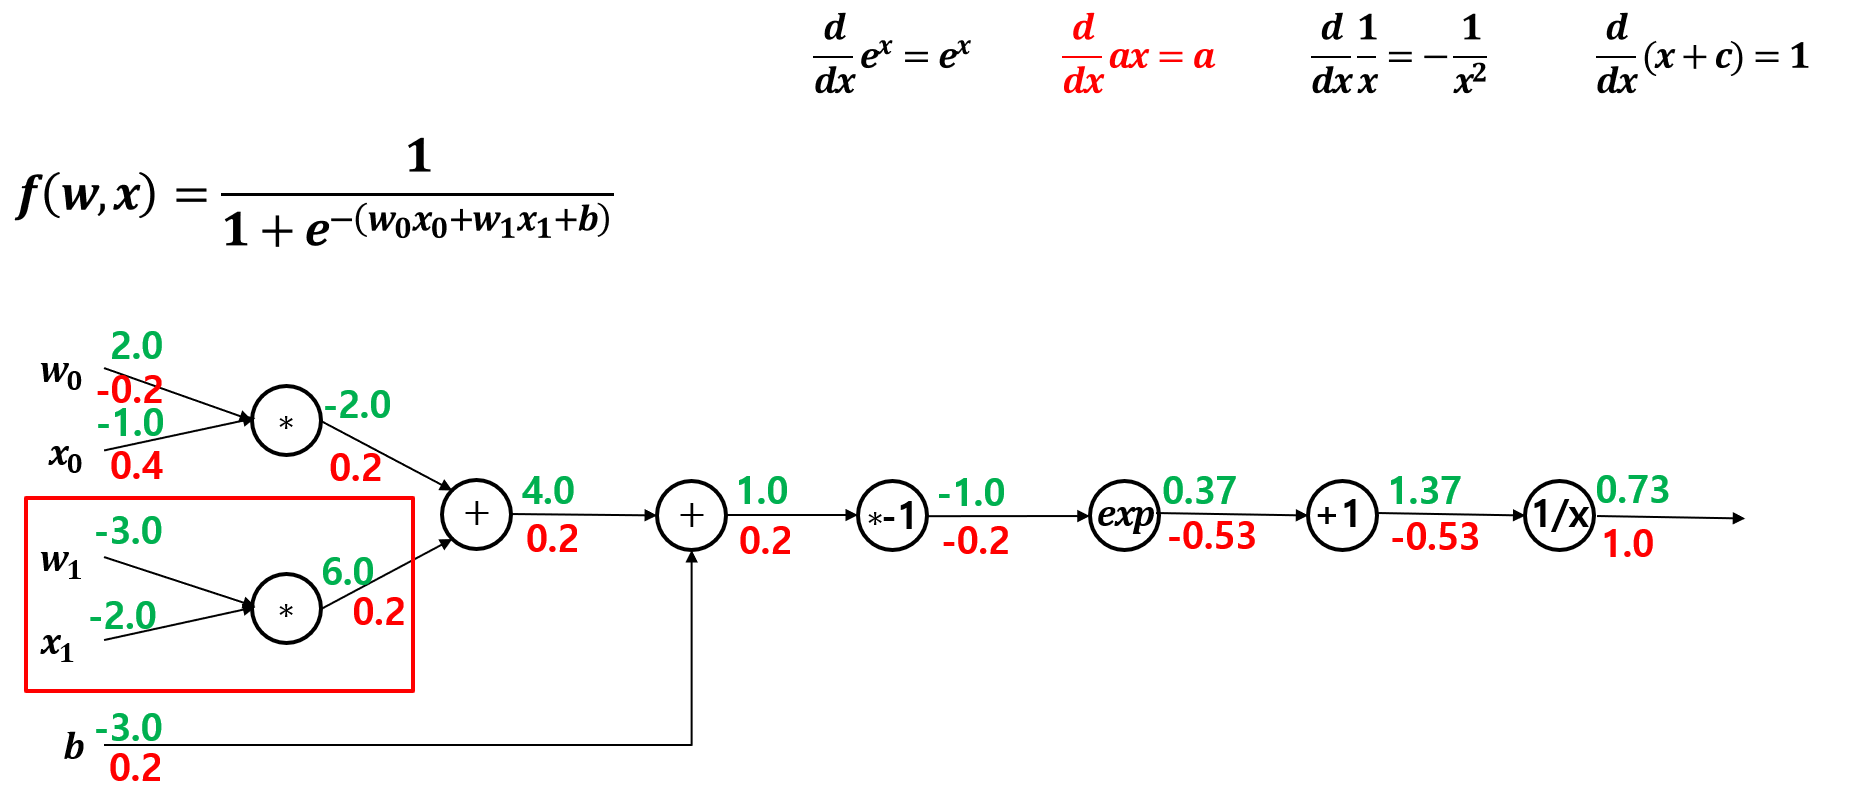 d/dx e^x = e^x   d/dx ax = a   d/dx 1/x = -1/x²   d/dx (x + c) = 1
f(w, x) = 1 / (1 + e^-(w₀x₀+w₁x₁+b))
w₀ 2.0 -0.2
x₀ -1.0 0.4
* -2.0 0.2
w₁ -3.0
x₁ -2.0
* 6.0 0.2
+ 4.0 0.2
+ 1.0 0.2
*-1 -1.0 -0.2
exp 0.37 -0.53
+1 1.37 -0.53
1/x 0.73 1.0
b -3.0 0.2